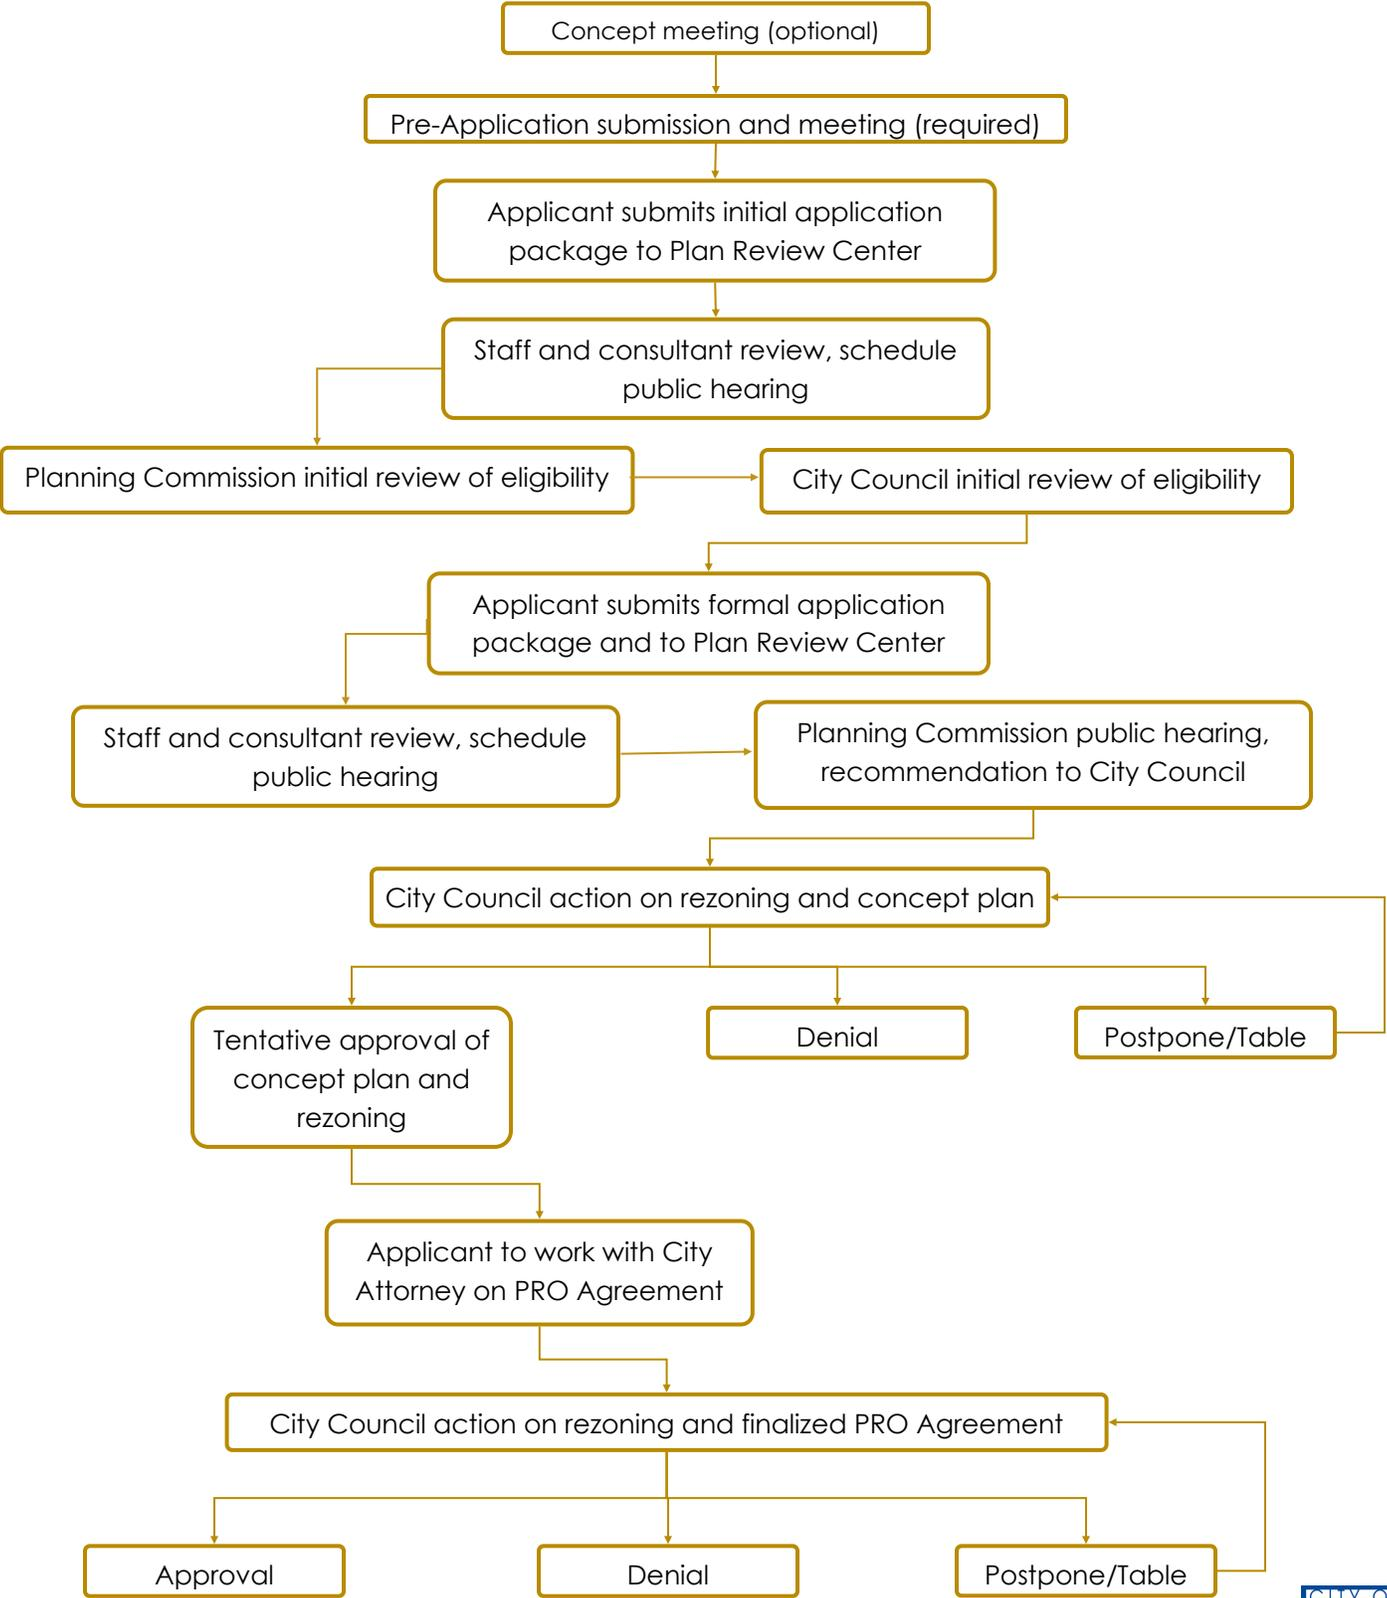 Concept meeting (optional)
Pre-Application submission and meeting (required)
Applicant submits initial application
package to Plan Review Center
Staff and consultant review, schedule
public hearing
Planning Commission initial review of eligibility
City Council initial review of eligibility
Applicant submits formal application
package and to Plan Review Center
Staff and consultant review, schedule
public hearing
Planning Commission public hearing,
recommendation to City Council
City Council action on rezoning and concept plan
Tentative approval of
concept plan and
rezoning
Denial
Postpone/Table
Applicant to work with City
Attorney on PRO Agreement
City Council action on rezoning and finalized PRO Agreement
Approval
Denial
Postpone/Table
CITY